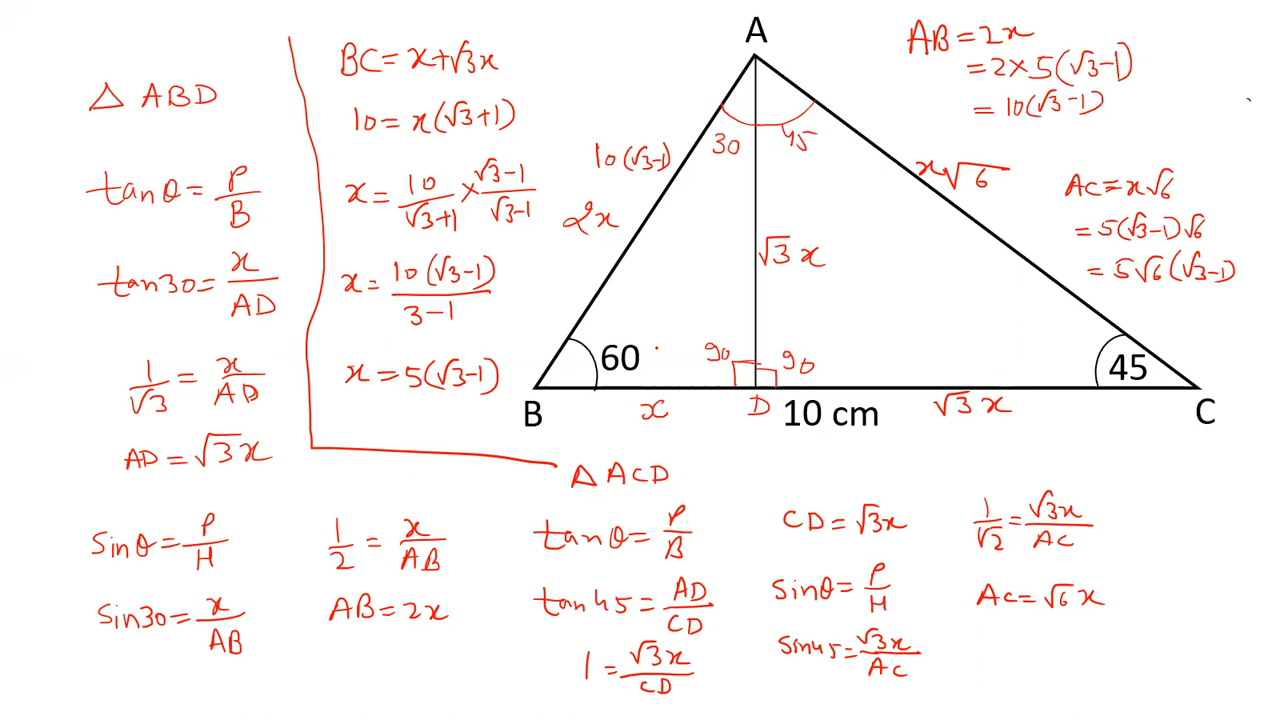 △ ABD
tanθ = P/B
tan30 = x/AD
1/√3 = x/AD
AD = √3x
sinθ = P/H
sin30 = x/AB
1/2 = x/AB
AB = 2x
BC = x+√3x
10 = x(√3+1)
x = 10/√3+1 × √3-1/√3-1
x = 10(√3-1)/3-1
x = 5(√3-1)
A
30
45
10(√3-1)
2x
√3x
x√6
60
90
90
45
B
x
D
10 cm
√3x
C
AB = 2x
= 2×5(√3-1)
= 10(√3-1)
AC = x√6
= 5(√3-1)√6
= 5√6(√3-1)
△ ACD
tanθ = P/B
tan45 = AD/CD
1 = √3x/CD
CD = √3x
sinθ = P/H
sin45 = √3x/AC
1/√2 = √3x/AC
AC = √6x